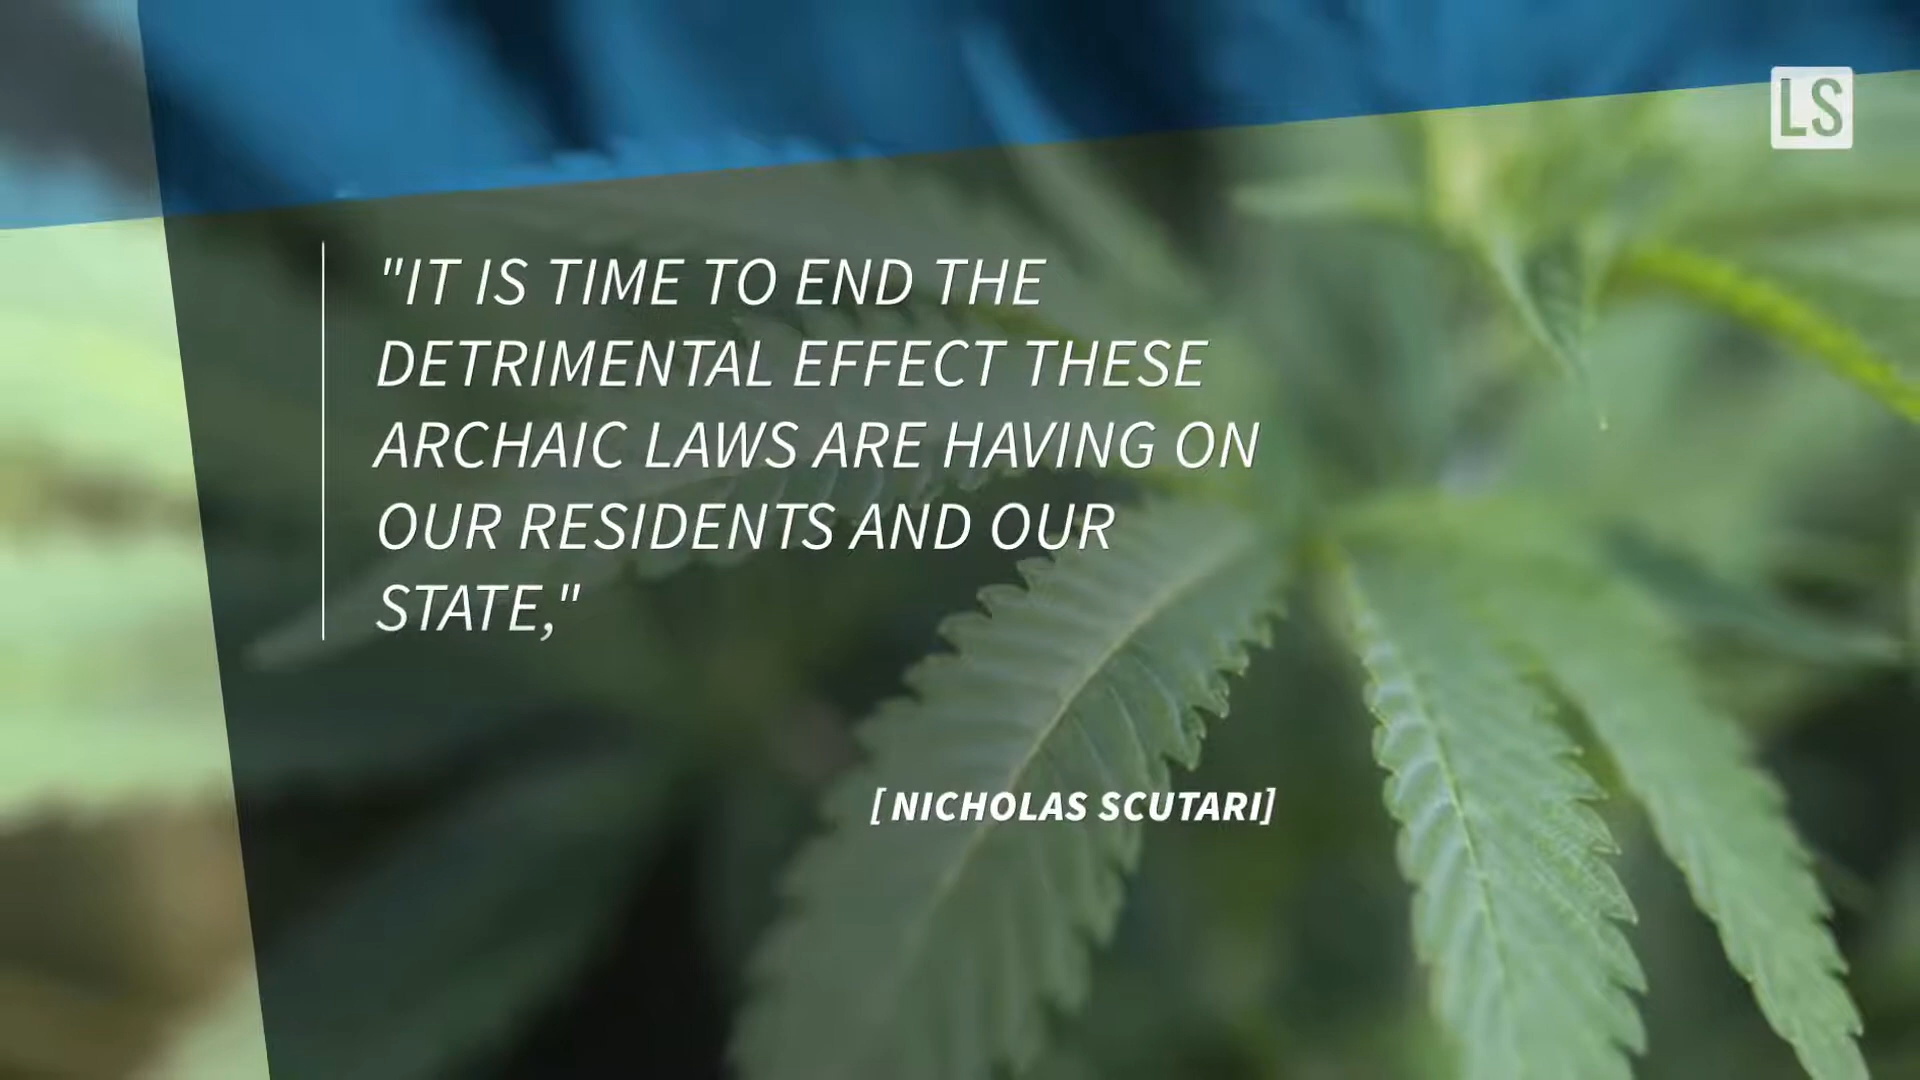 LS
"IT IS TIME TO END THE
DETRIMENTAL EFFECT THESE
ARCHAIC LAWS ARE HAVING ON
OUR RESIDENTS AND OUR
STATE,"
[NICHOLAS SCUTARI]